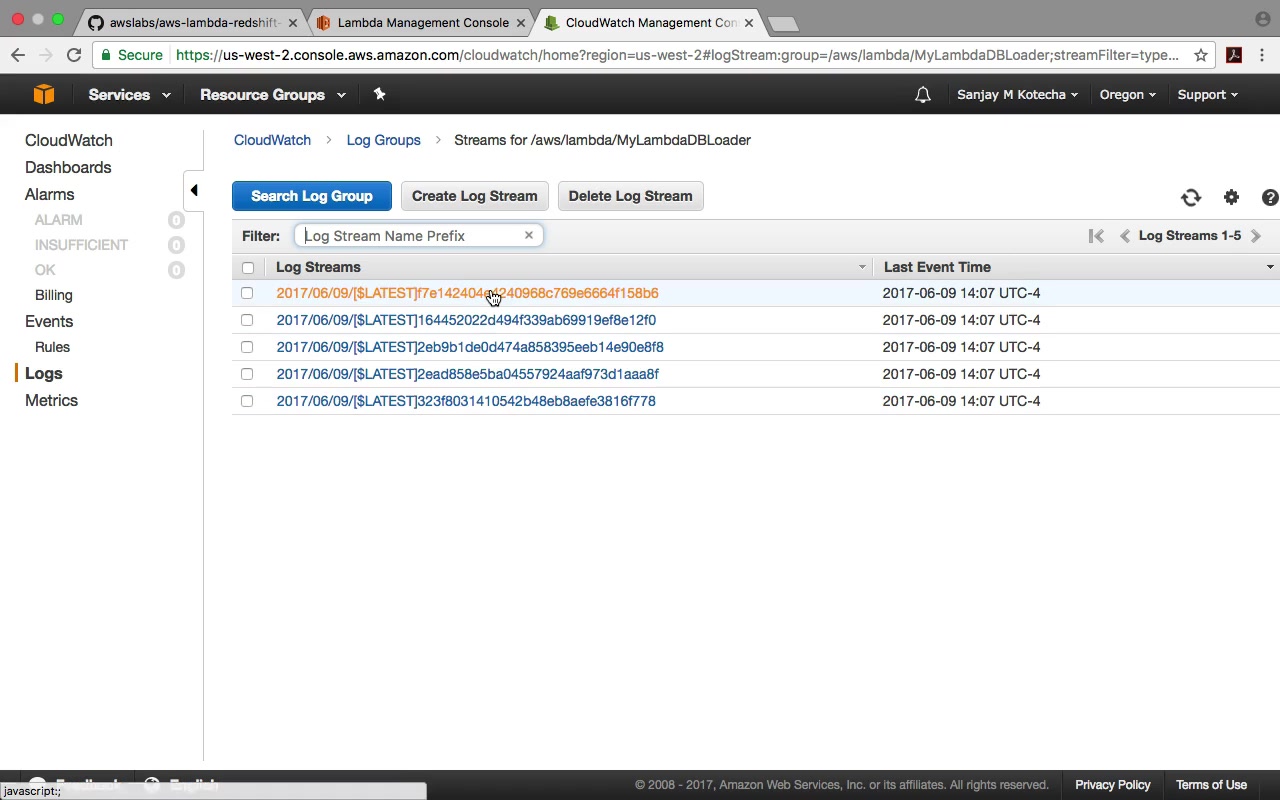 awslabs/aws-lambda-redshift-
Lambda Management Console
CloudWatch Management Con
Secure
https://us-west-2.console.aws.amazon.com/cloudwatch/home?region=us-west-2#logStream:group=/aws/lambda/MyLambdaDBLoader;streamFilter=type...
Services
Resource Groups
Sanjay M Kotecha
Oregon
Support
CloudWatch
Dashboards
Alarms
ALARM 0
INSUFFICIENT 0
OK 0
Billing
Events
Rules
Logs
Metrics
CloudWatch > Log Groups > Streams for /aws/lambda/MyLambdaDBLoader
Search Log Group
Create Log Stream
Delete Log Stream
Filter: Log Stream Name Prefix
Log Streams 1-5
Log Streams Last Event Time
2017/06/09/[$LATEST] 2017-06-09 14:07 UTC-4
2017/06/09/[$LATEST]164452022d494f339ab69919ef8e12f0 2017-06-09 14:07 UTC-4
2017/06/09/[$LATEST]2eb9b1de0d474a858395eeb14e90e8f8 2017-06-09 14:07 UTC-4
2017/06/09/[$LATEST]2ead858e5ba04557924aaf973d1aaa8f 2017-06-09 14:07 UTC-4
2017/06/09/[$LATEST]323f8031410542b48eb8aefe3816f778 2017-06-09 14:07 UTC-4
Feedback
English
© 2008 - 2017, Amazon Web Services, Inc. or its affiliates. All rights reserved.
Privacy Policy
Terms of Use
javascript:;